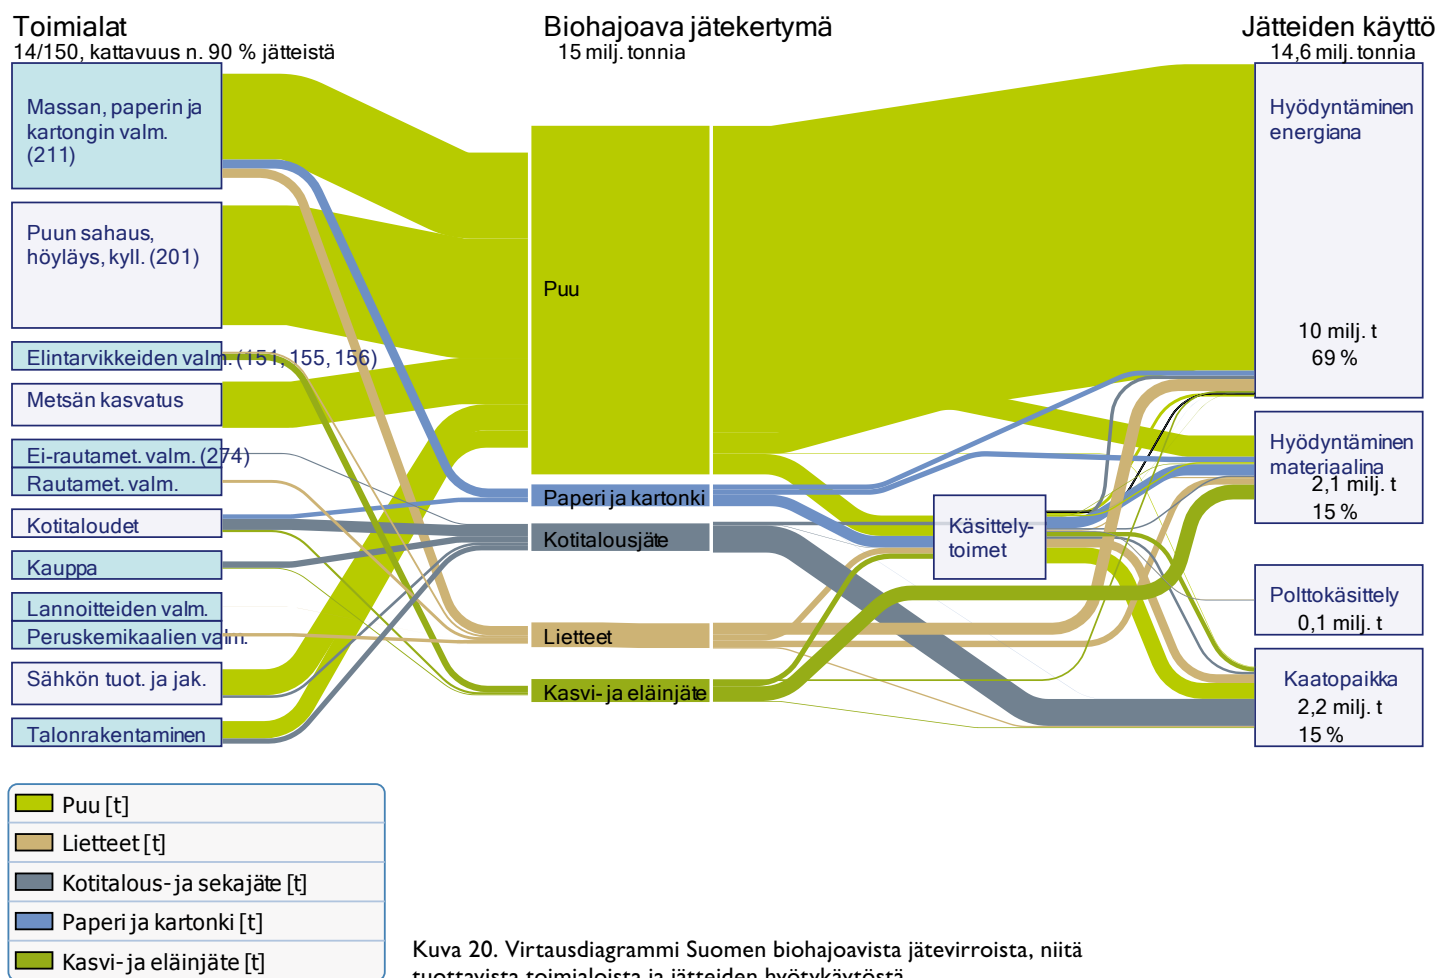 Toimialat
14/150, kattavuus n. 90 % jätteistä
Biohajoava jätekertymä
15 milj. tonnia
Jätteiden käyttö
14,6 milj. tonnia
Massan, paperin ja
kartongin valm.
(211)
Puun sahaus,
höyläys, kyll. (201)
Elintarvikkeiden valm. (151, 155, 156)
Metsän kasvatus
Ei-rautamet. valm. (274)
Rautamet. valm.
Kotitaloudet
Kauppa
Lannoitteiden valm.
Peruskemikaalien valm.
Sähkön tuot. ja jak.
Talonrakentaminen
Puu
Paperi ja kartonki
Kotitalousjäte
Lietteet
Kasvi- ja eläinjäte
Käsittely-
toimet
Hyödyntäminen
energiana
10 milj. t
69 %
Hyödyntäminen
materiaalina
2,1 milj. t
15 %
Polttokäsittely
0,1 milj. t
Kaatopaikka
2,2 milj. t
15 %
Puu [t]
Lietteet [t]
Kotitalous- ja sekajäte [t]
Paperi ja kartonki [t]
Kasvi- ja eläinjäte [t]
Kuva 20. Virtausdiagrammi Suomen biohajoavista jätevirroista, niitä
tuottavista toimialoista ja jätteiden hyötykäytöstä